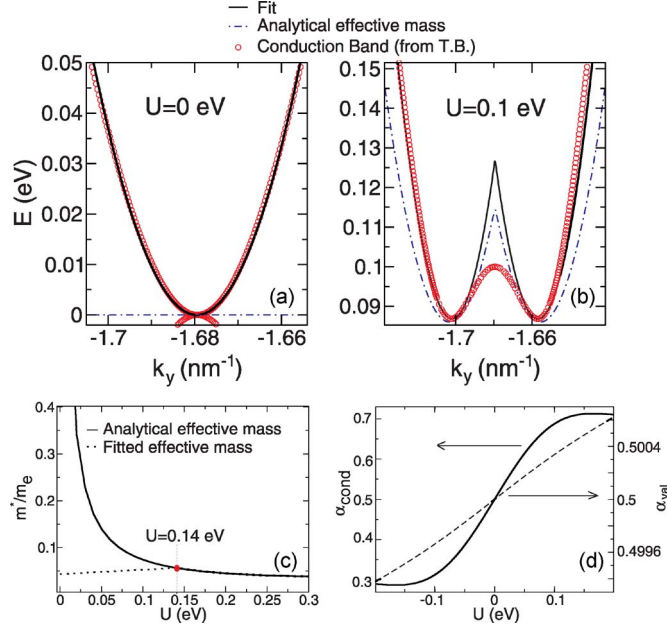 Fit
Analytical effective mass
Conduction Band (from T.B.)
0.05
0.04
0.03
0.02
0.01
0
E (eV)
U=0 eV
(a)
-1.7 -1.68 -1.66
k_y (nm⁻¹)
0.15
0.14
0.13
0.12
0.11
0.1
0.09
U=0.1 eV
(b)
-1.7 -1.66
k_y (nm⁻¹)
0.4
0.3
0.2
0.05
m*/m_e
Analytical effective mass
Fitted effective mass
U=0.14 eV
(c)
0 0.05 0.10 0.15 0.20 0.25 0.3
U (eV)
0.7
0.6
0.5
0.4
0.3
α_cond
0.5004
0.5
0.4996
α_val
(d)
-0.1 0 0.1
U (eV)